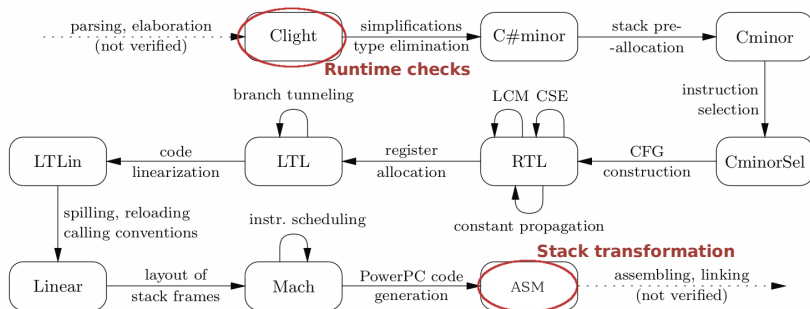 parsing, elaboration
(not verified)
Clight
simplifications
type elimination
C#minor
stack pre-
-allocation
Cminor
Runtime checks
instruction
selection
branch tunneling
LCM CSE
LTLin
code
linearization
LTL
register
allocation
RTL
CFG
construction
CminorSel
spilling, reloading
calling conventions
instr. scheduling
constant propagation
Stack transformation
Linear
layout of
stack frames
Mach
PowerPC code
generation
ASM
assembling, linking
(not verified)